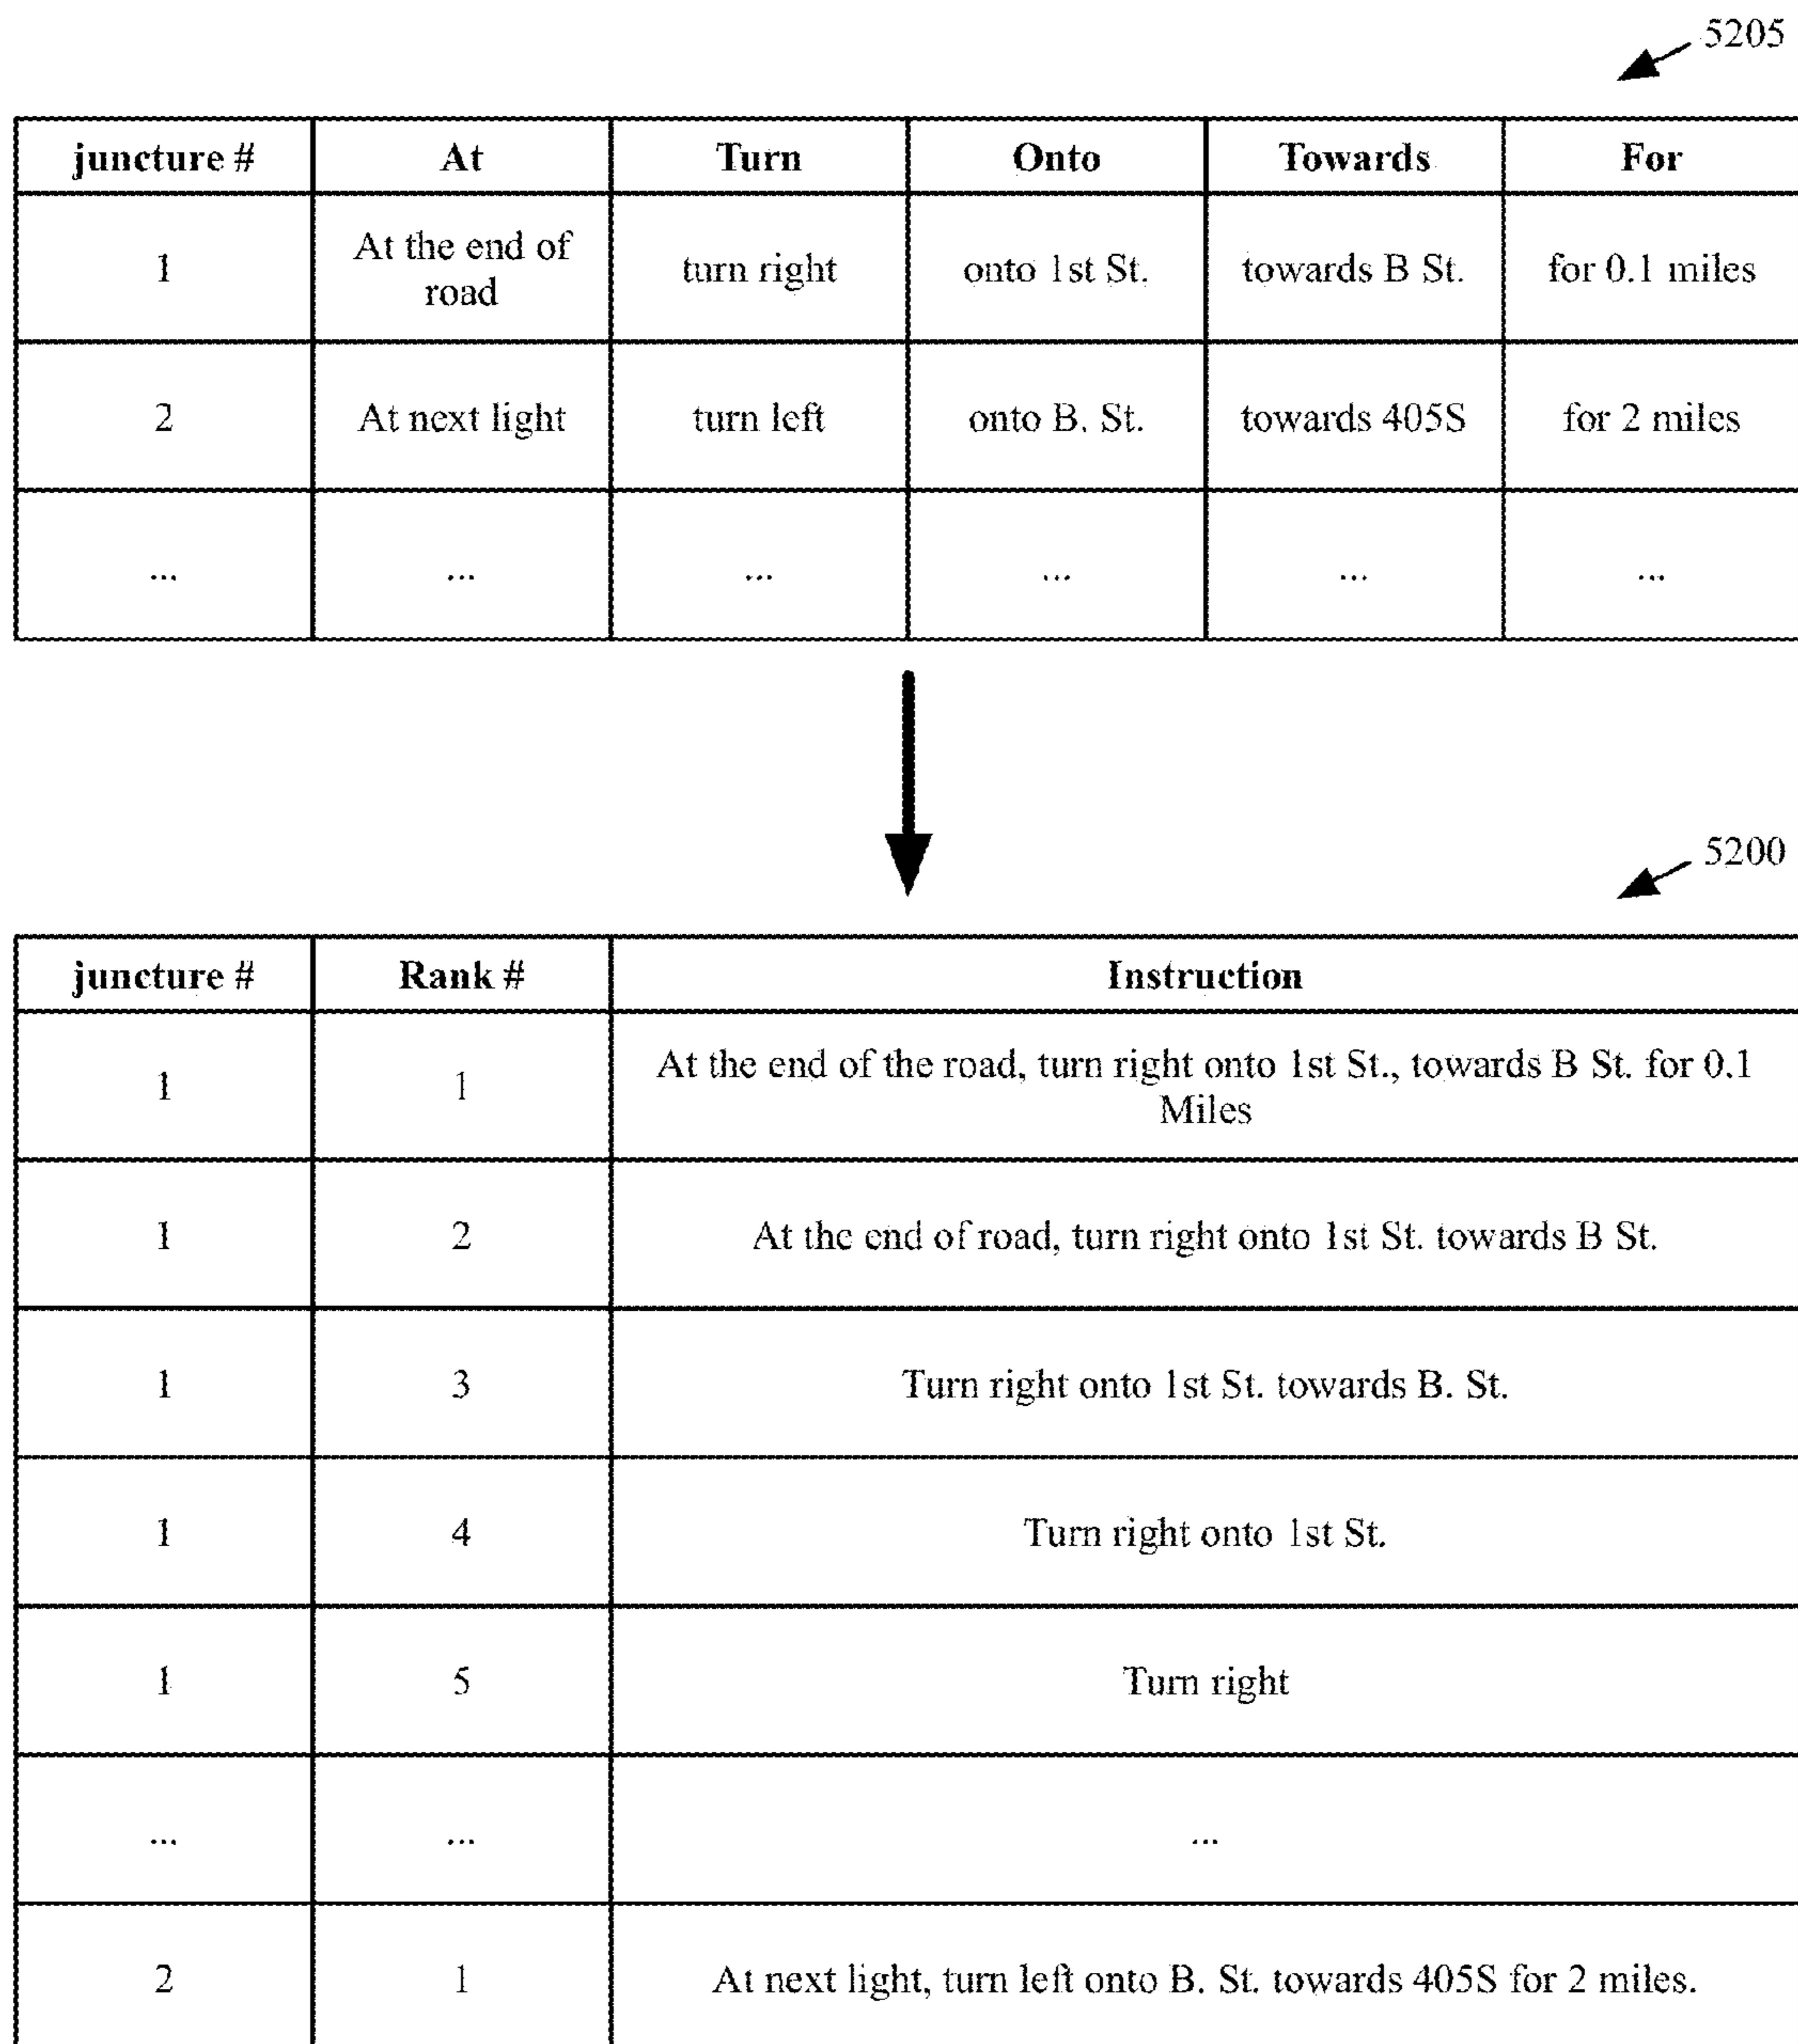 5205
juncture # At Turn Onto Towards For
1 At the end of road turn right onto 1st St. towards B St. for 0.1 miles
2 At next light turn left onto B. St. towards 405S for 2 miles
... ... ... ... ... ...
5200
juncture # Rank # Instruction
1 1 At the end of the road, turn right onto 1st St., towards B St. for 0.1
Miles
1 2 At the end of road, turn right onto 1st St. towards B St.
1 3 Turn right onto 1st St. towards B. St.
1 4 Turn right onto 1st St.
1 5 Turn right
... ... ...
2 1 At next light, turn left onto B. St. towards 405S for 2 miles.